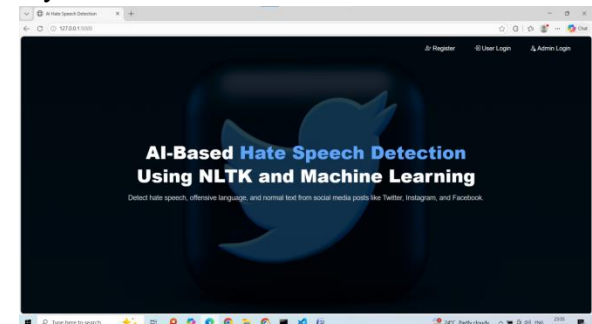 AI Hate Speech Detection
127.0.0.1:5000
Chat
Register
User Login
Admin Login
AI-Based Hate Speech Detection
Using NLTK and Machine Learning
Detect hate speech, offensive language, and normal text from social media posts like Twitter, Instagram, and Facebook.
Type here to search
Partly cloudy
ENG